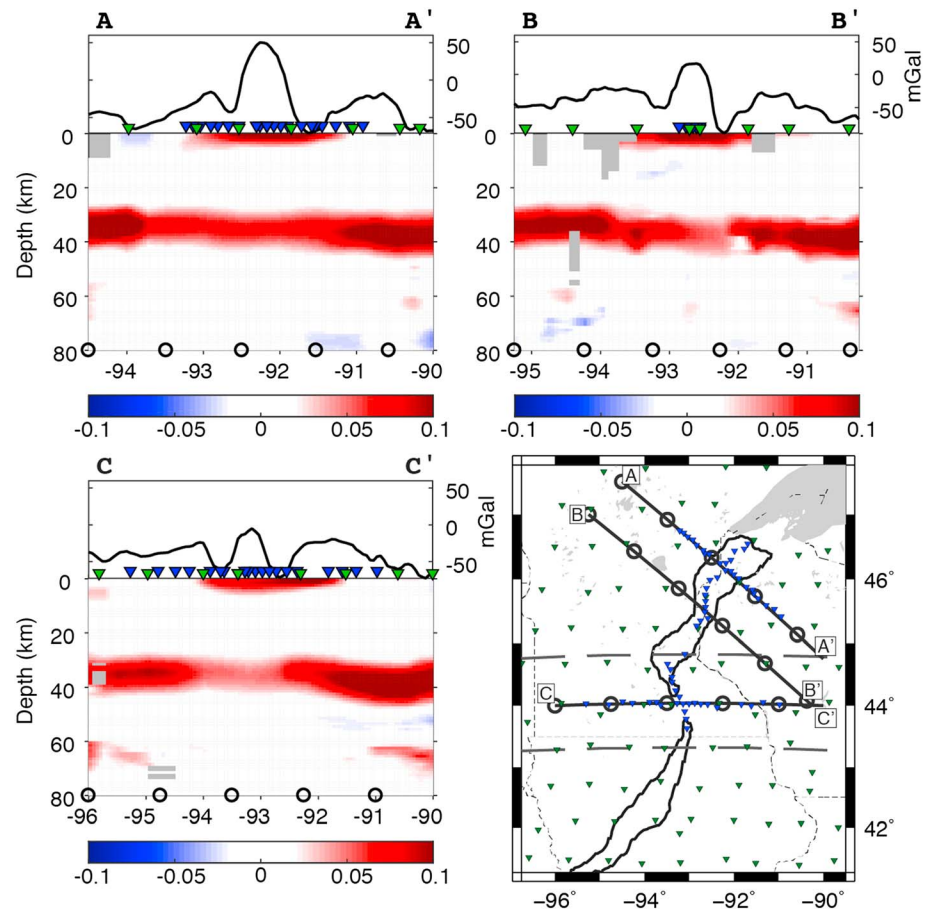 A A'
50
0
-50
0
20
40
60
80
Depth (km)
-94 -93 -92 -91 -90
-0.1 -0.05 0 0.05 0.1
B B'
50
0
-50
mGal
0
20
40
60
80
-95 -94 -93 -92 -91
-0.1 -0.05 0 0.05 0.1
C C'
50
0
-50
mGal
0
20
40
60
80
Depth (km)
-96 -95 -94 -93 -92 -91 -90
-0.1 -0.05 0 0.05 0.1
A
B
C
A'
B'
C'
46°
44°
42°
−96° −94° −92° −90°